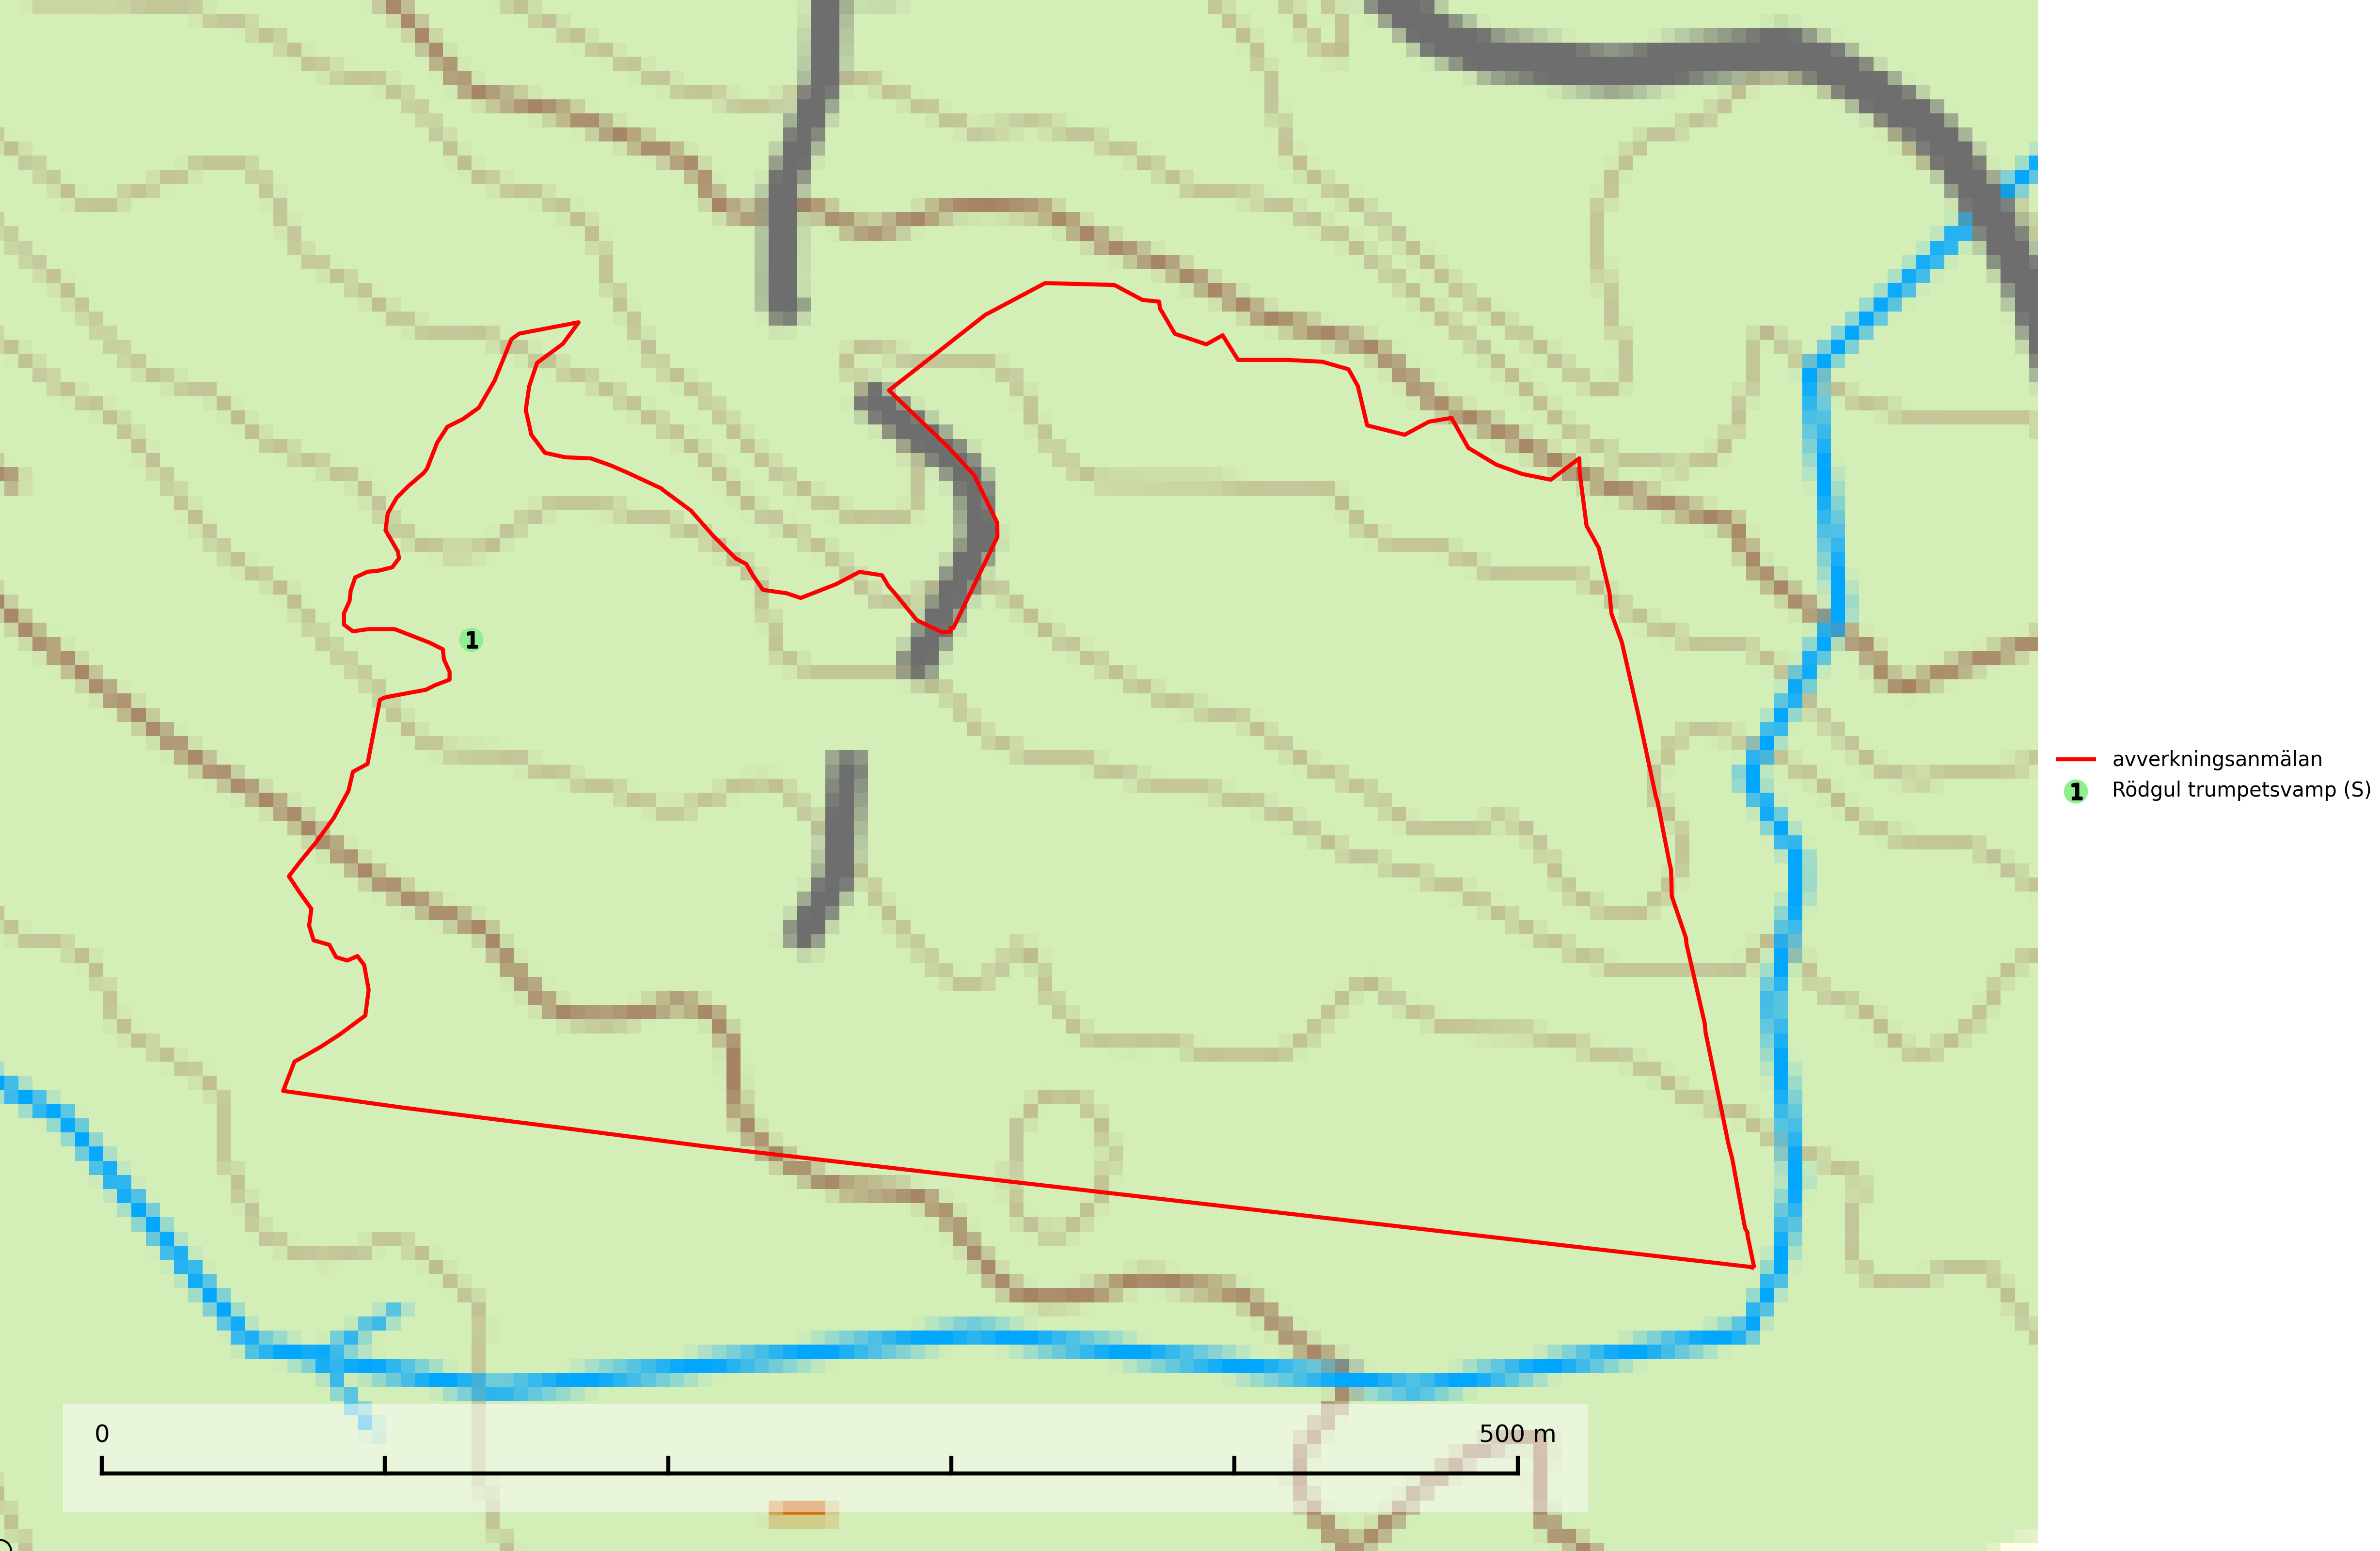 1
avverkningsanmälan
1 Rödgul trumpetsvamp (S)
0 500 m